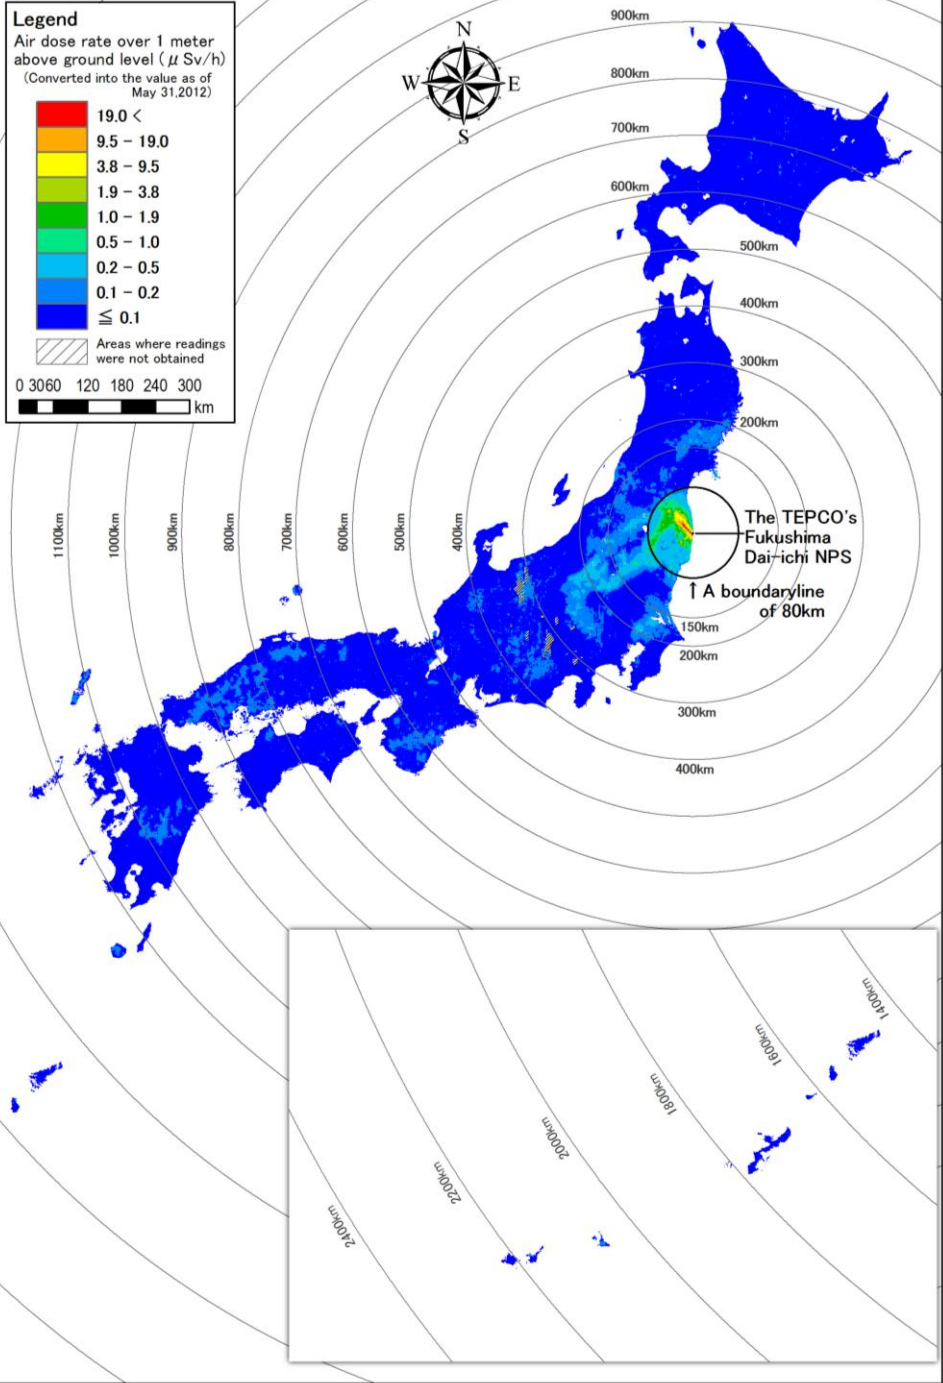 Legend
Air dose rate over 1 meter
above ground level ( μ Sv/h)
(Converted into the value as of
May 31,2012)
19.0 <
9.5 - 19.0
3.8 - 9.5
1.9 - 3.8
1.0 - 1.9
0.5 - 1.0
0.2 - 0.5
0.1 - 0.2
≦ 0.1
Areas where readings
were not obtained
0 30 60 120 180 240 300
km
N
W
E
S
900km
800km
700km
600km
500km
400km
300km
200km
The TEPCO's
Fukushima
Dai-ichi NPS
↑ A boundaryline
of 80km
150km
200km
300km
400km
1100km
1000km
900km
800km
700km
600km
500km
400km
1400km
1600km
1800km
2000km
2200km
2400km